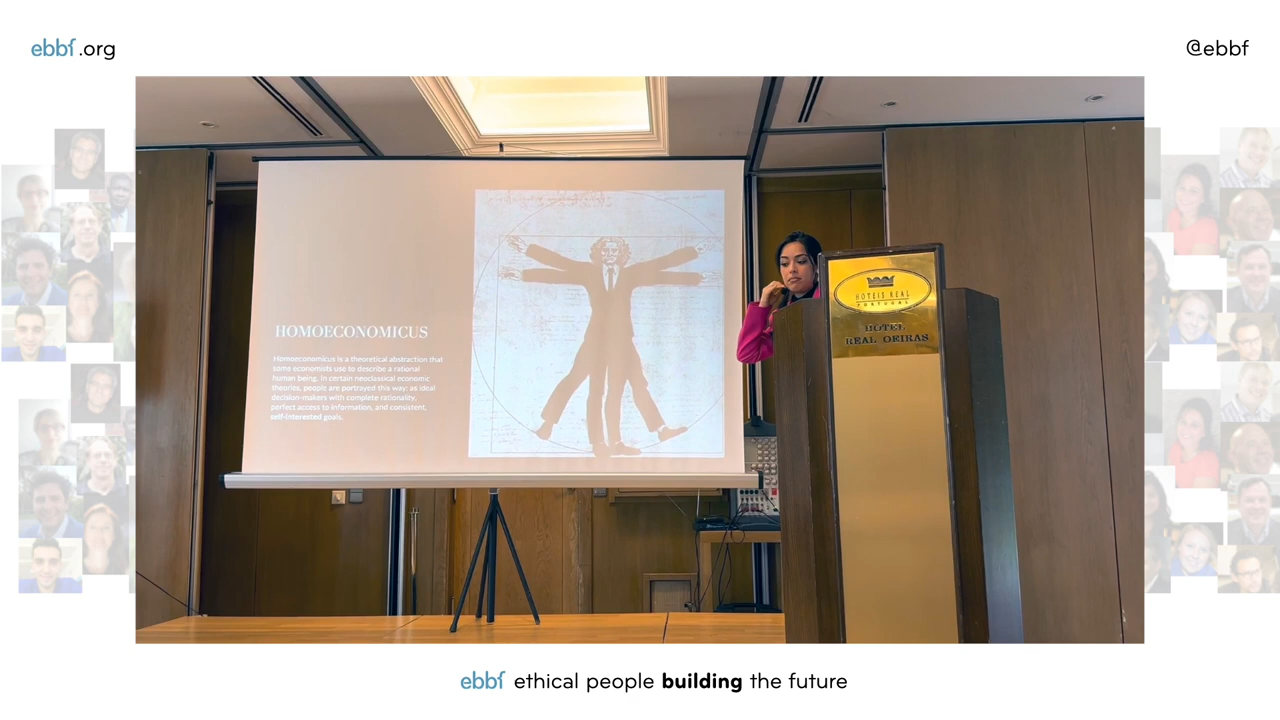 ebbf.org
@ebbf
HOMOECONOMICUS
Homoeconomicus is a theoretical abstraction that
some economists use to describe a rational
human being. In certain neoclassical economic
theories, people are portrayed this way: as ideal
decision-makers with complete rationality,
perfect access to information, and consistent,
self-interested goals.
HOTEIS REAL
PORTUGAL
HOTEL
REAL OEIRAS
ebbf ethical people building the future